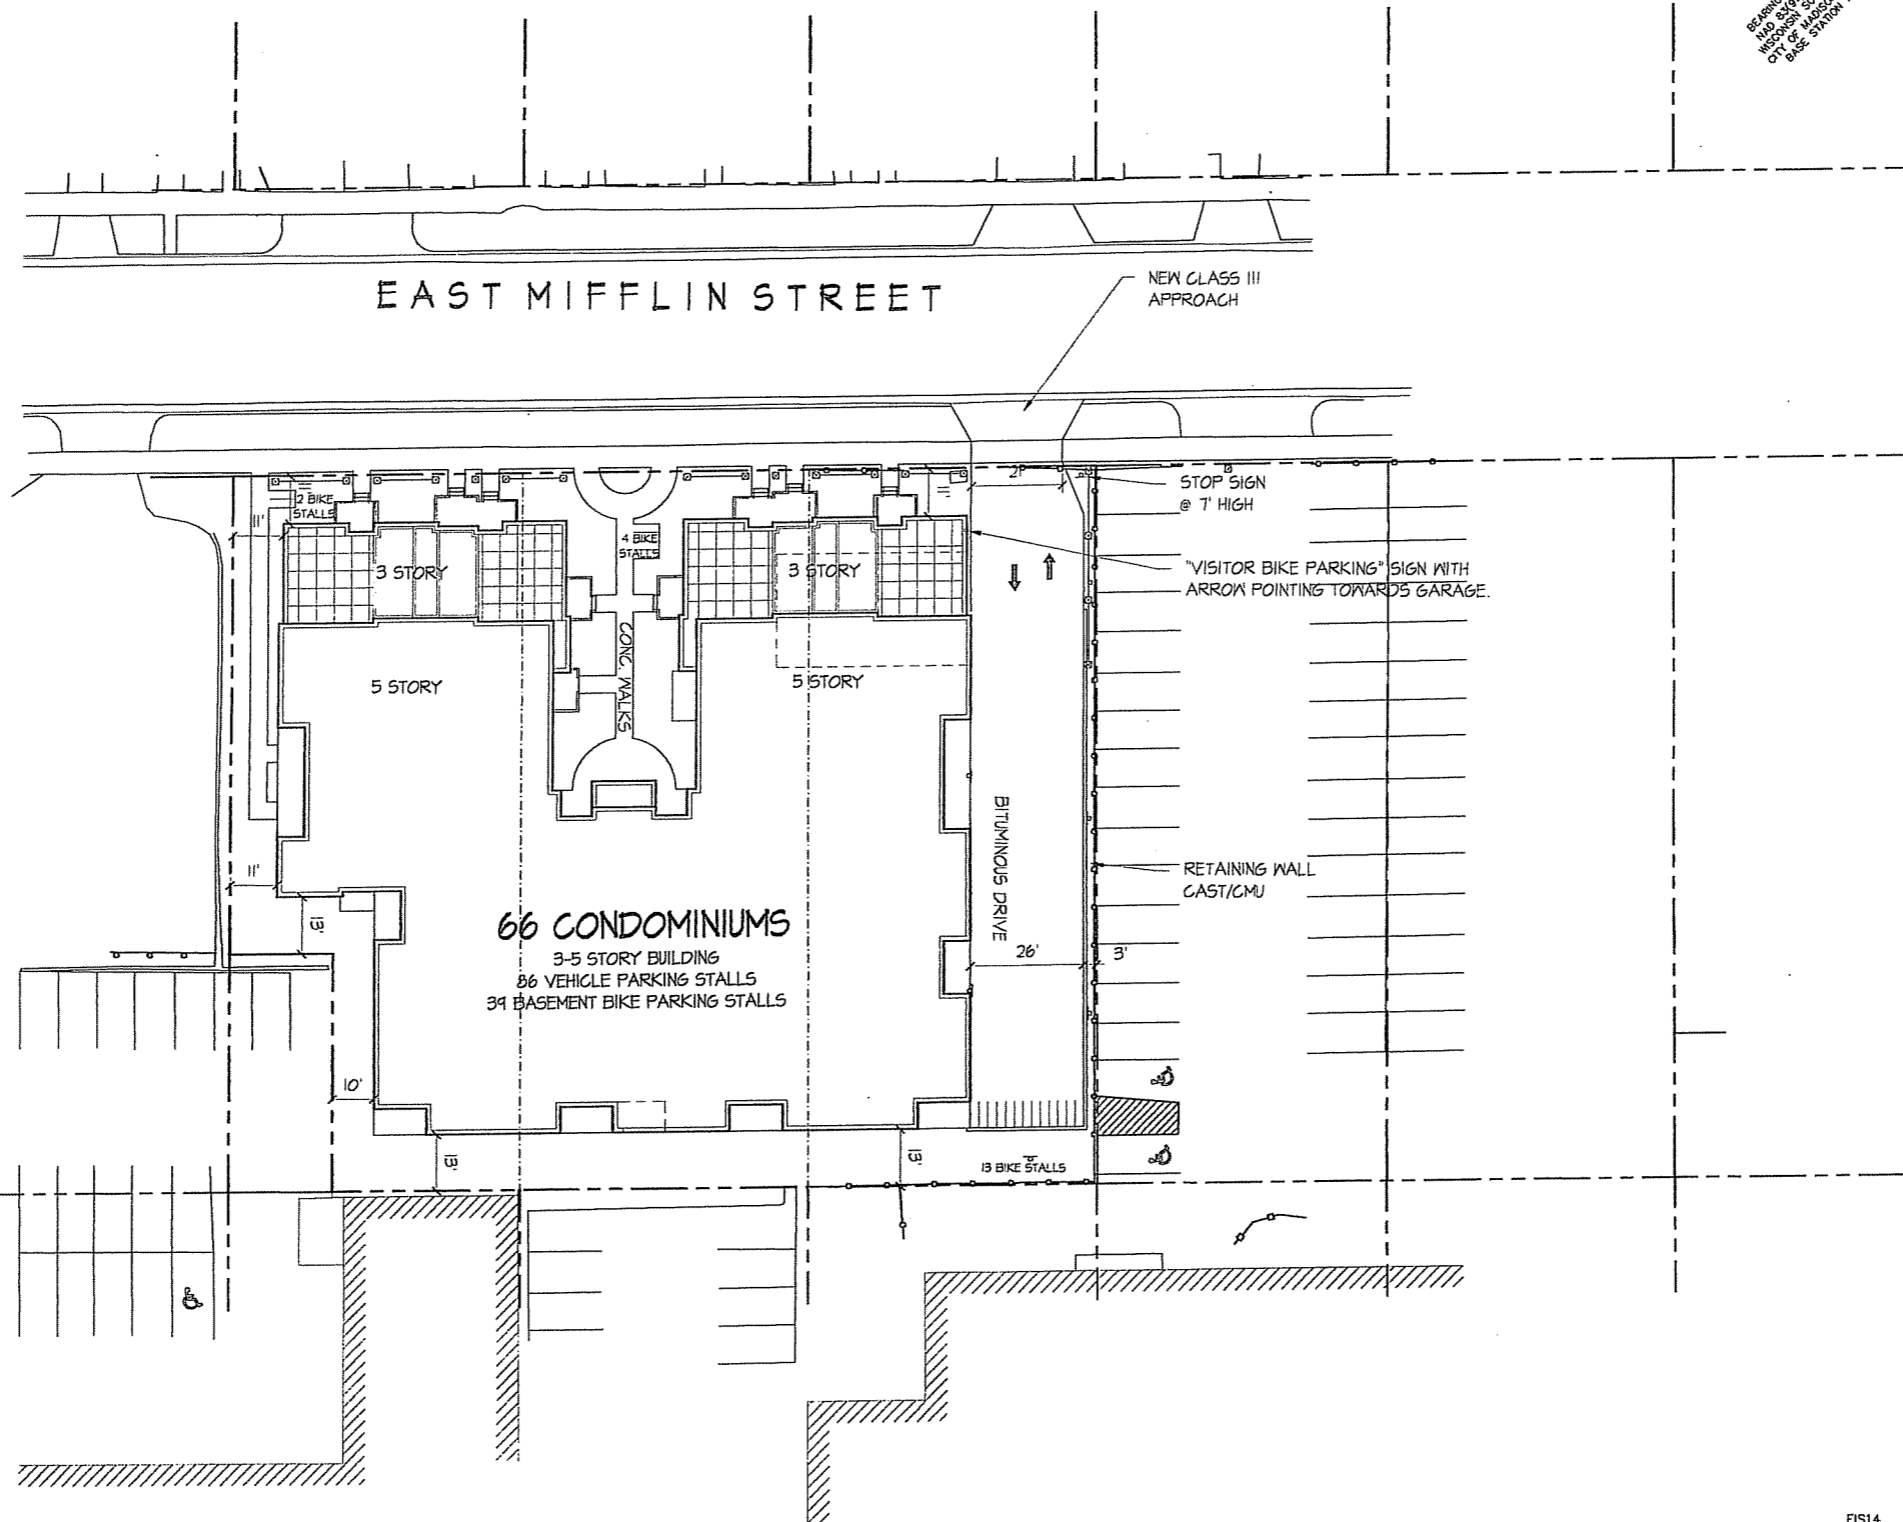 EAST MIFFLIN STREET
NEW CLASS III
APPROACH
2 BIKE
STALLS
11'
11'
4 BIKE
STALLS
STOP SIGN
@ 7' HIGH
3 STORY
3 STORY
"VISITOR BIKE PARKING" SIGN WITH
ARROW POINTING TOWARDS GARAGE.
CONC. WALKS
5 STORY
5 STORY
BITUMINOUS DRIVE
11'
RETAINING WALL
CAST/CMU
13'
66 CONDOMINIUMS
3-5 STORY BUILDING
86 VEHICLE PARKING STALLS
39 BASEMENT BIKE PARKING STALLS
26'
3'
10'
13'
13'
13 BIKE STALLS
FIS14